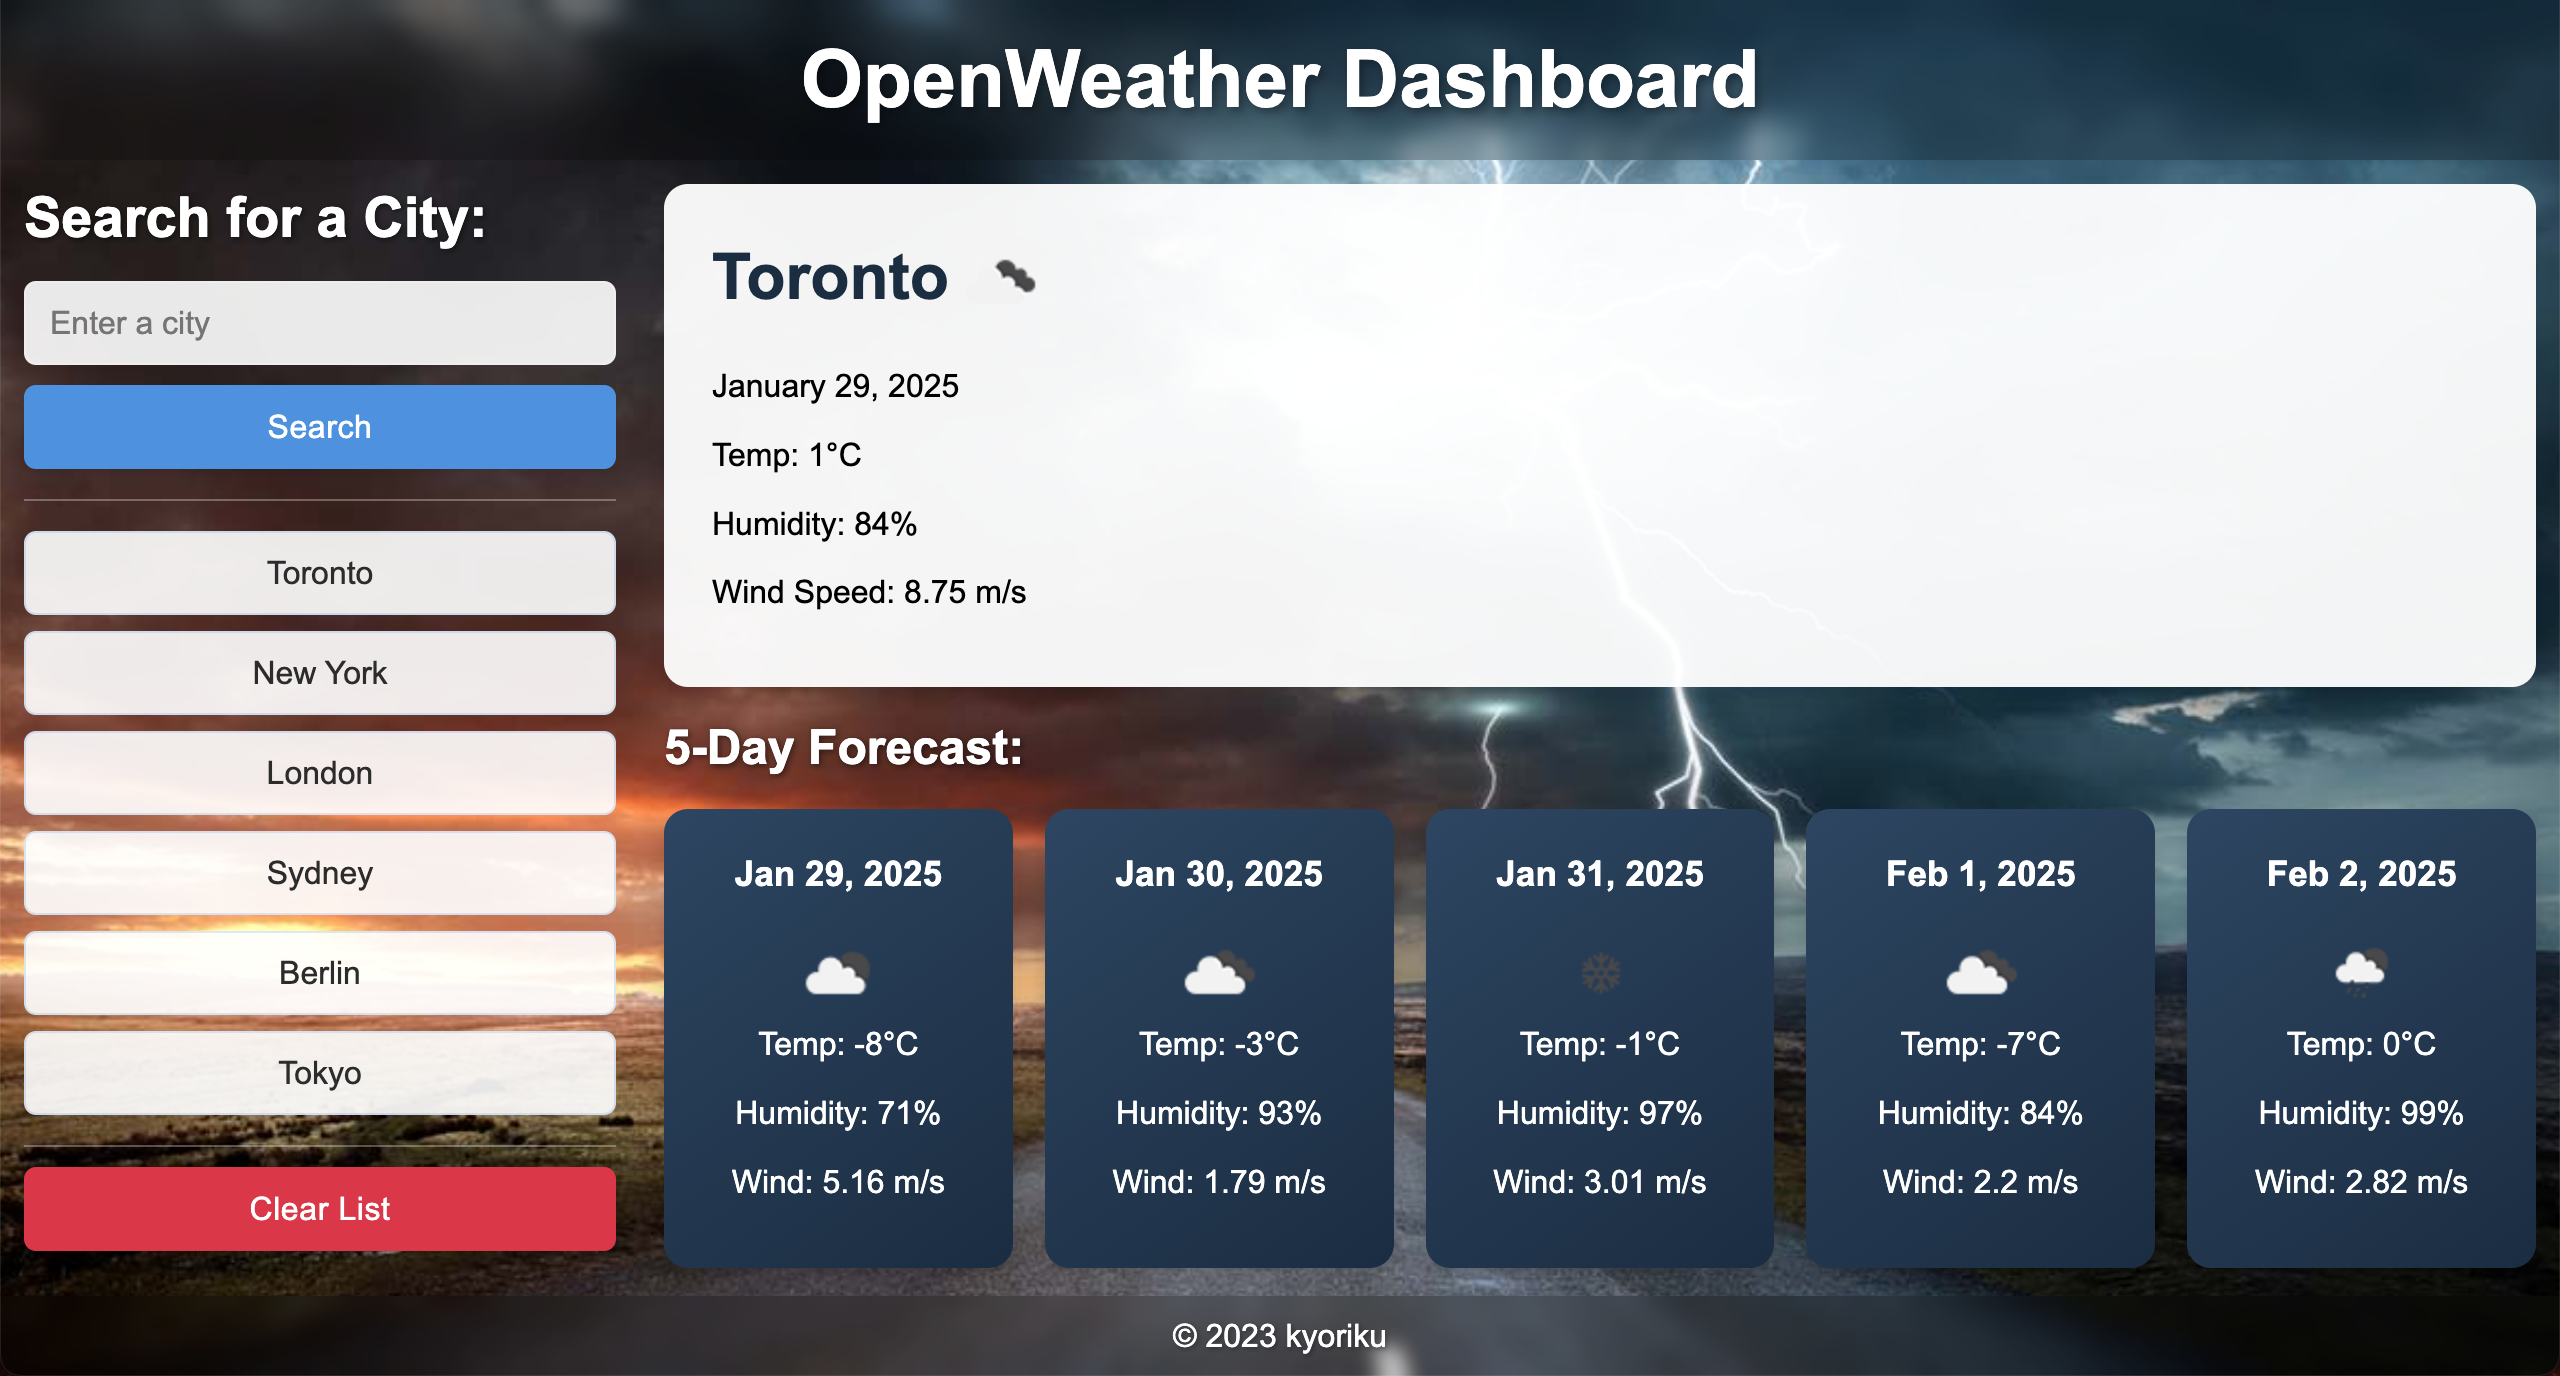 OpenWeather Dashboard
Search for a City:
Enter a city
Search
Toronto
New York
London
Sydney
Berlin
Tokyo
Clear List
Toronto
January 29, 2025
Temp: 1°C
Humidity: 84%
Wind Speed: 8.75 m/s
5-Day Forecast:
Jan 29, 2025
Temp: -8°C
Humidity: 71%
Wind: 5.16 m/s
Jan 30, 2025
Temp: -3°C
Humidity: 93%
Wind: 1.79 m/s
Jan 31, 2025
Temp: -1°C
Humidity: 97%
Wind: 3.01 m/s
Feb 1, 2025
Temp: -7°C
Humidity: 84%
Wind: 2.2 m/s
Feb 2, 2025
Temp: 0°C
Humidity: 99%
Wind: 2.82 m/s
© 2023 kyoriku